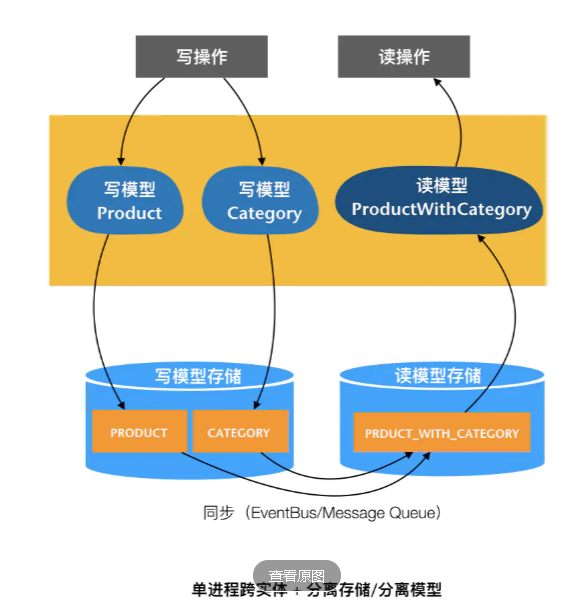 写操作
读操作
写模型
Product
写模型
Category
读模型
ProductWithCategory
写模型存储
读模型存储
PRODUCT
CATEGORY
PRDUCT_WITH_CATEGORY
同步（EventBus/Message Queue）
查看原图
单进程跨实体 + 分离存储/分离模型